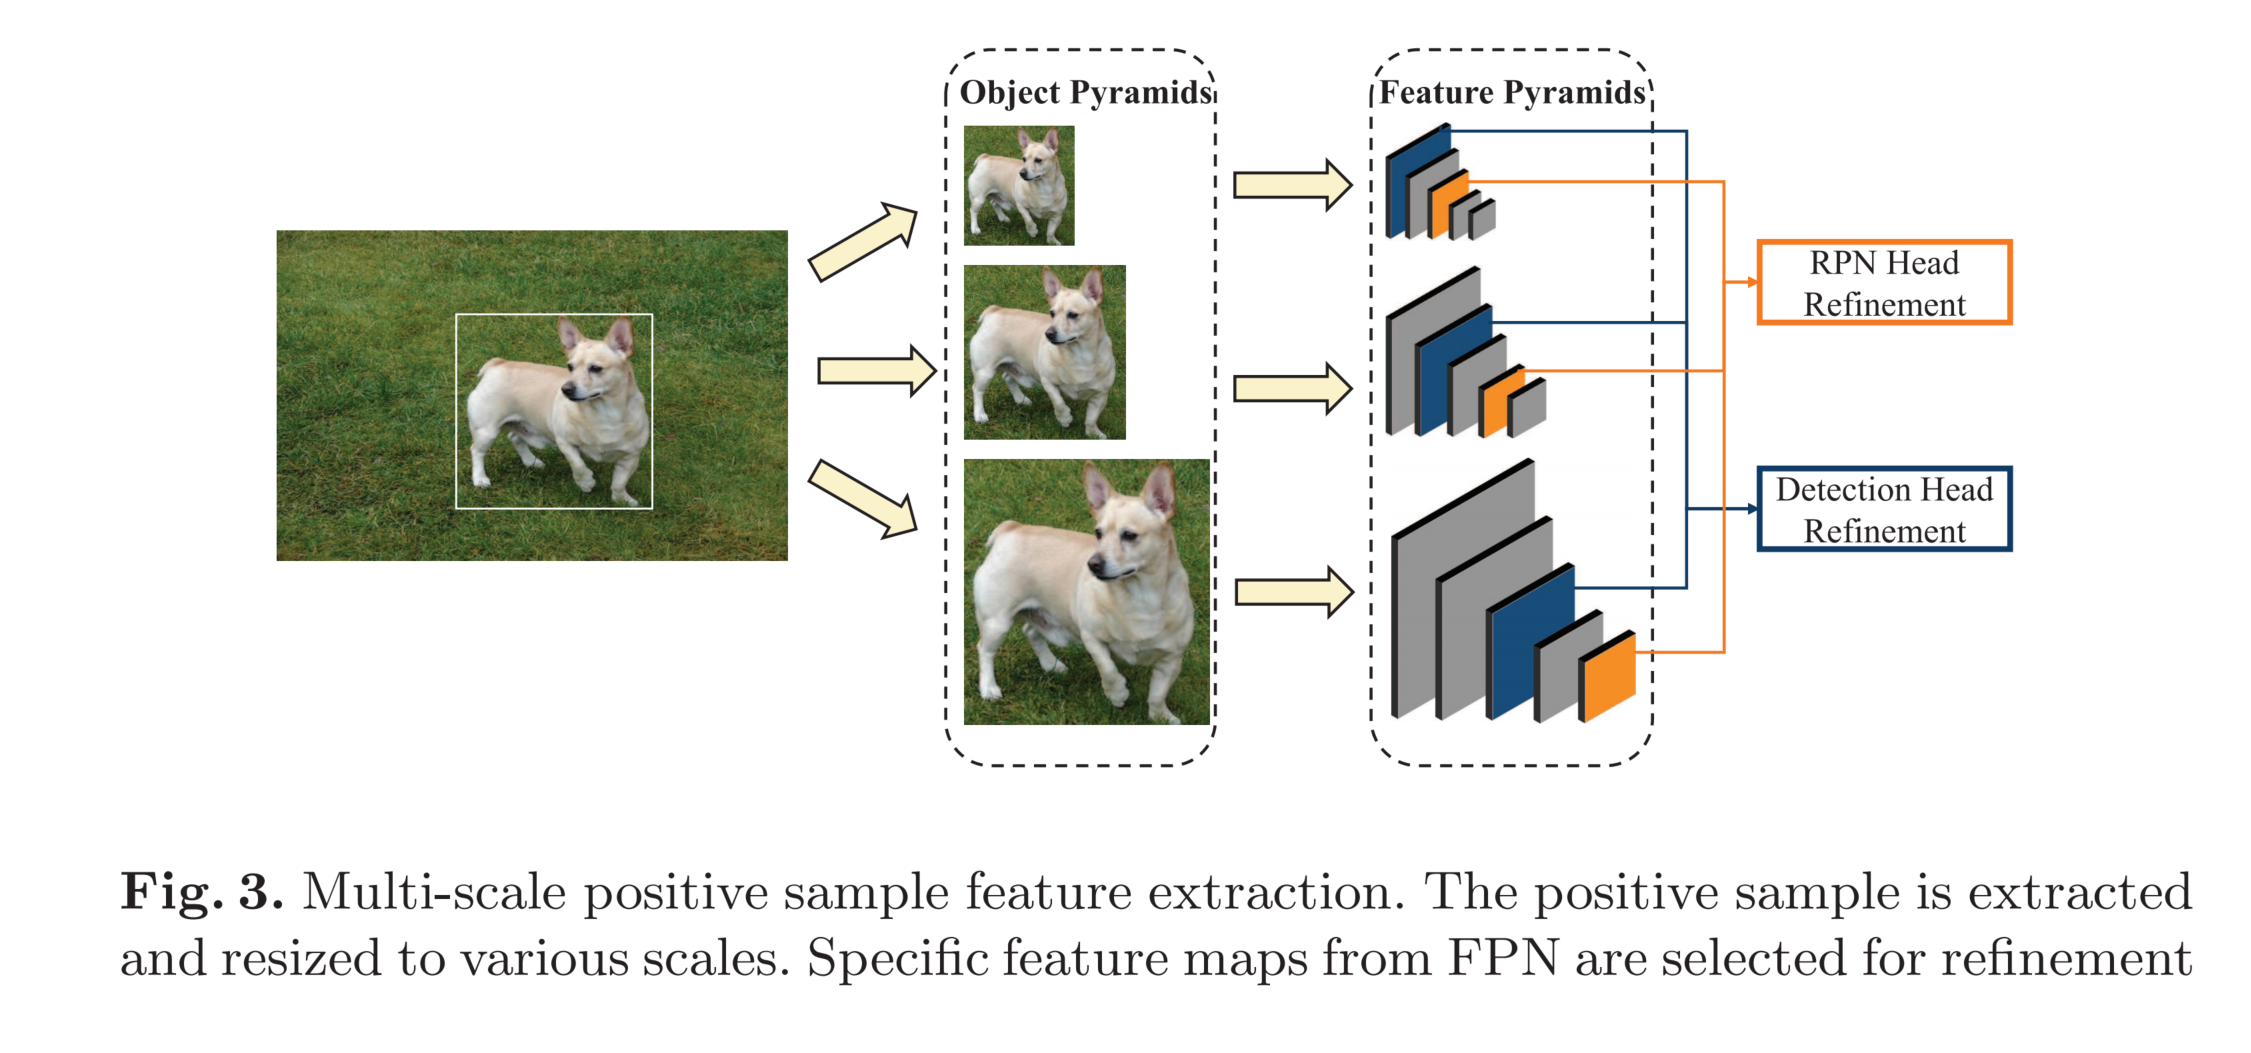 Object Pyramids
Feature Pyramids
RPN Head
Refinement
Detection Head
Refinement
Fig. 3. Multi-scale positive sample feature extraction. The positive sample is extracted
and resized to various scales. Specific feature maps from FPN are selected for refinement